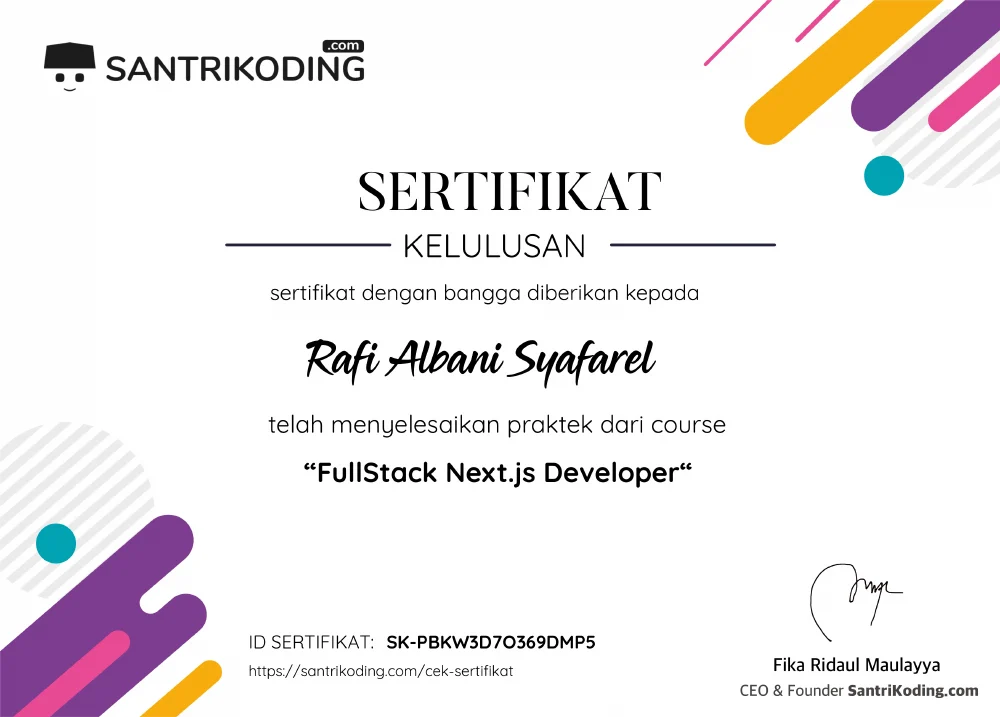 SANTRIKODING .com
SERTIFIKAT
KELULUSAN
sertifikat dengan bangga diberikan kepada
Rafi Albani Syafarel
telah menyelesaikan praktek dari course
“FullStack Next.js Developer“
ID SERTIFIKAT: SK-PBKW3D7O369DMP5
https://santrikoding.com/cek-sertifikat
Fika Ridaul Maulayya
CEO & Founder SantriKoding.com